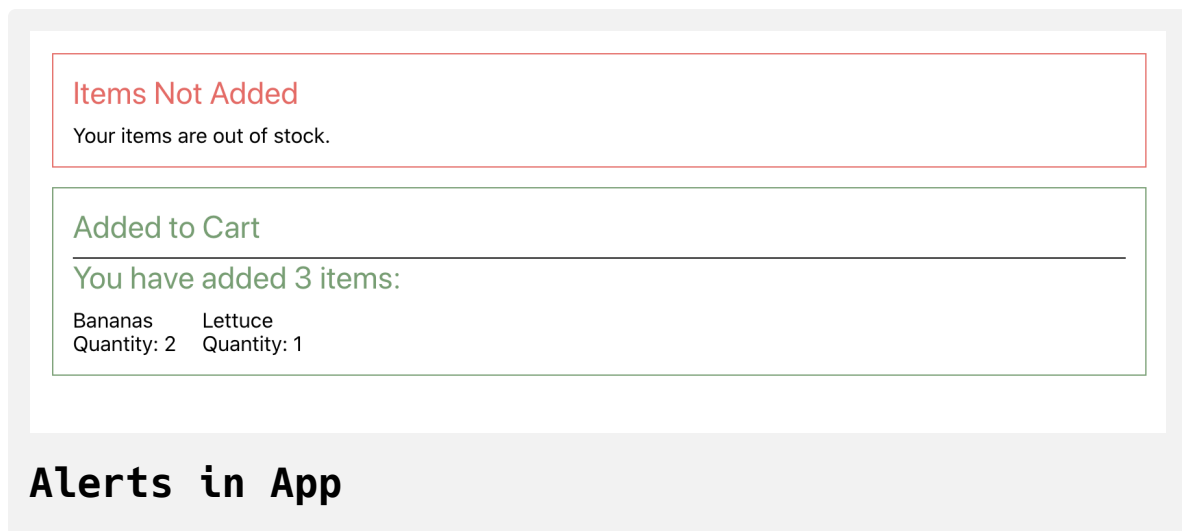 Items Not Added
Your items are out of stock.
Added to Cart
You have added 3 items:
Bananas Lettuce
Quantity: 2 Quantity: 1
Alerts in App